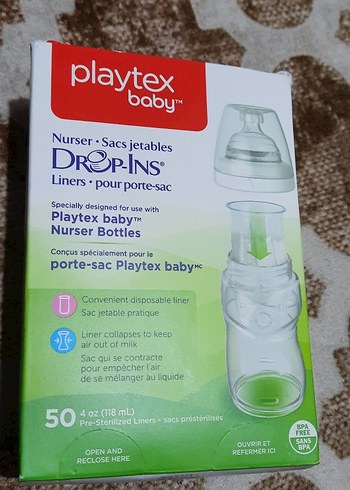 playtex
baby™
Nurser • Sacs jetables
DROP-INS®
Liners • pour porte-sac
Specially designed for use with
Playtex baby™
Nurser Bottles
Conçus spécialement pour le
porte-sac Playtex babyMC
Convenient disposable liner
Sac jetable pratique
Liner collapses to keep
air out of milk
Sac qui se contracte
pour empêcher l'air
de se mélanger au liquide
50 4 oz (118 mL)
Pre-Sterilized Liners • sacs préstérilisés
BPA
FREE
SANS
BPA
OPEN AND
RECLOSE HERE
OUVRIR ET
REFERMER ICI